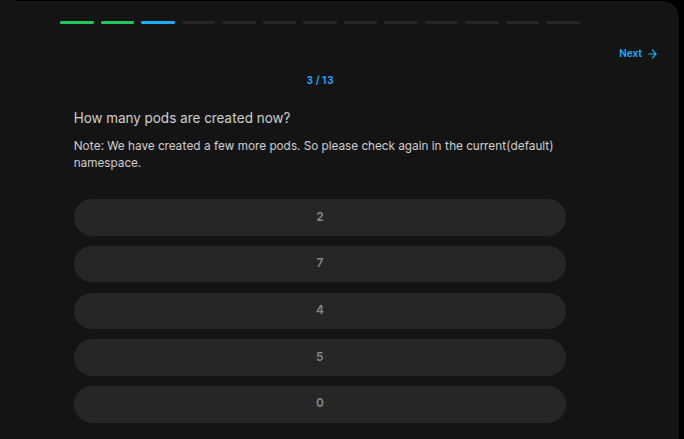 Next →
3 / 13
How many pods are created now?
Note: We have created a few more pods. So please check again in the current(default)
namespace.
2
7
4
5
0